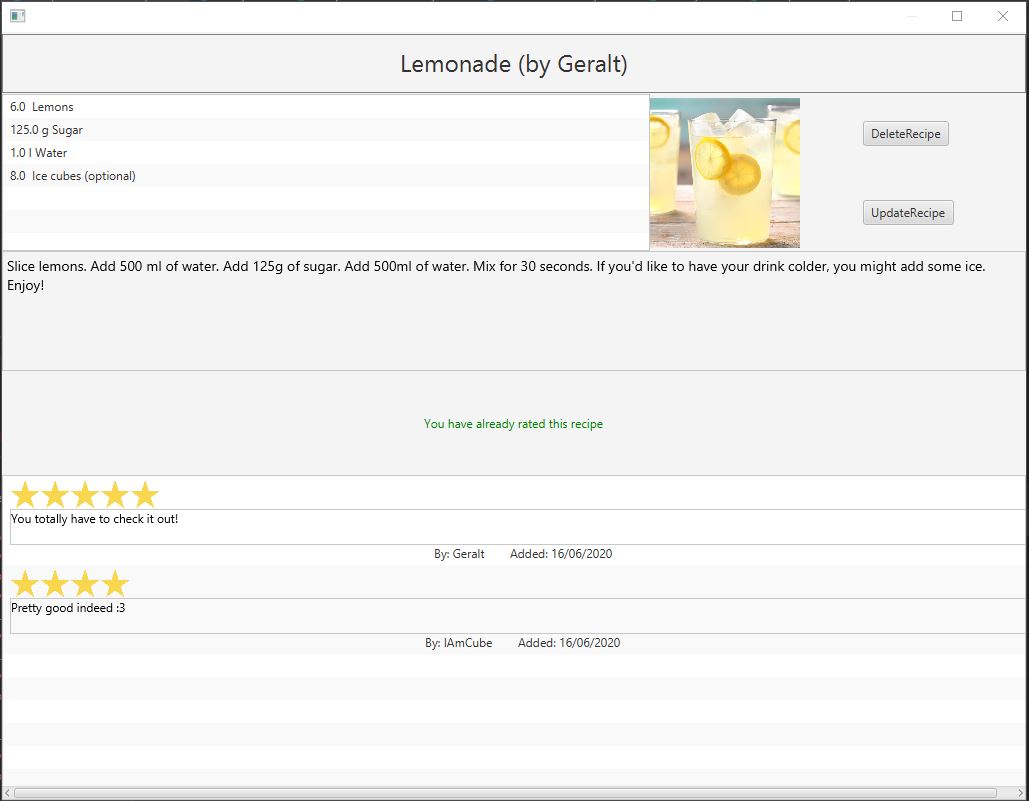 Lemonade (by Geralt)
6.0  Lemons
125.0 g Sugar
1.0 l Water
8.0  Ice cubes (optional)
DeleteRecipe
UpdateRecipe
Slice lemons. Add 500 ml of water. Add 125g of sugar. Add 500ml of water. Mix for 30 seconds. If you'd like to have your drink colder, you might add some ice.
Enjoy!
You have already rated this recipe
You totally have to check it out!
By: Geralt Added: 16/06/2020
Pretty good indeed :3
By: IAmCube Added: 16/06/2020